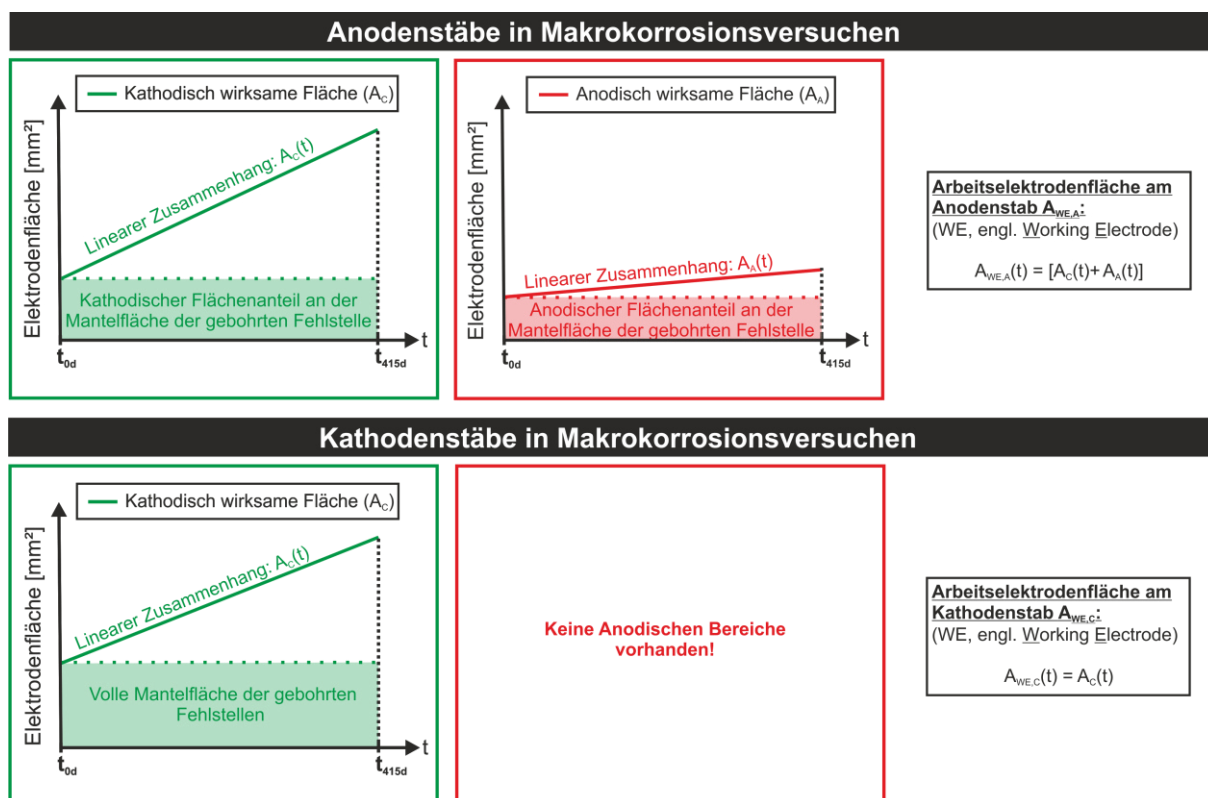 Anodenstäbe in Makrokorrosionsversuchen
Kathodisch wirksame Fläche (Ac)
Elektrodenfläche [mm²]
Linearer Zusammenhang: Ac(t)
Kathodischer Flächenanteil an der
Mantelfläche der gebohrten Fehlstelle
t
t0d
t415d
Anodisch wirksame Fläche (AA)
Elektrodenfläche [mm²]
Linearer Zusammenhang: AA(t)
Anodischer Flächenanteil an der
Mantelfläche der gebohrten Fehlstelle
t
t0d
t415d
Arbeitselektrodenfläche am
Anodenstab AWE,A:
(WE, engl. Working Electrode)
AWE,A(t) = [Ac(t)+ AA(t)]
Kathodenstäbe in Makrokorrosionsversuchen
Kathodisch wirksame Fläche (Ac)
Elektrodenfläche [mm²]
Linearer Zusammenhang: Ac(t)
Volle Mantelfläche der gebohrten
Fehlstellen
t
t0d
t415d
Keine Anodischen Bereiche
vorhanden!
Arbeitselektrodenfläche am
Kathodenstab AWE,C:
(WE, engl. Working Electrode)
AWE,C(t) = Ac(t)